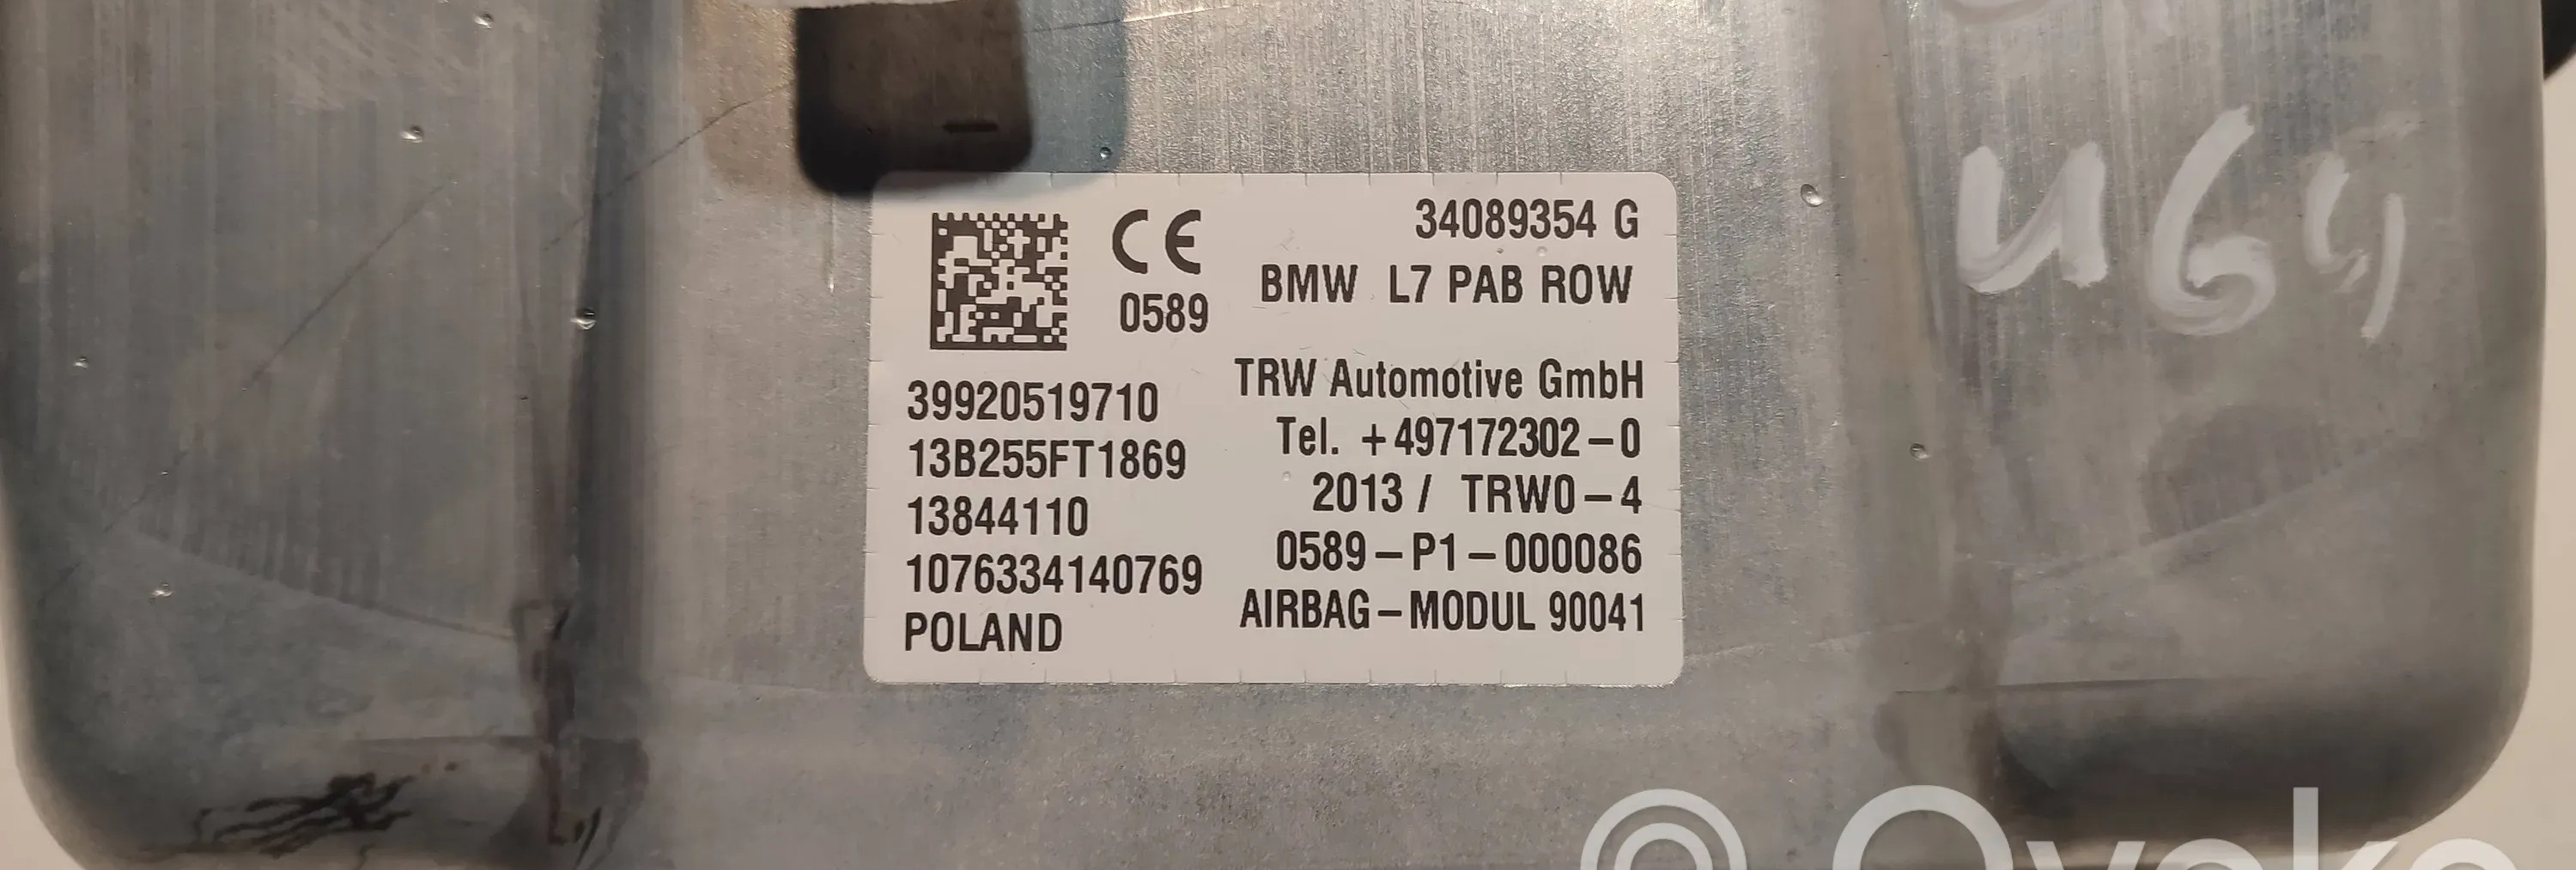 34089354 G
CE
0589
BMW L7 PAB ROW
39920519710
13B255FT1869
13844110
1076334140769
POLAND
TRW Automotive GmbH
Tel. +497172302-0
2013 / TRW0-4
0589-P1-000086
AIRBAG-MODUL 90041